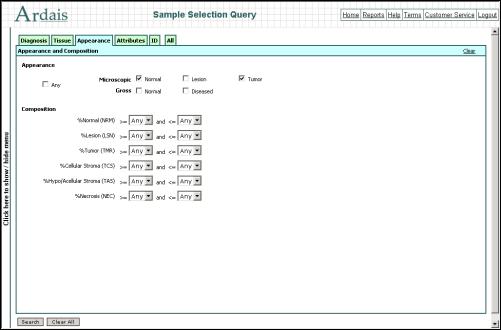 Ardais
Sample Selection Query
Home Reports Help Terms Customer Service Logout
Diagnosis Tissue Appearance Attributes ID All
Appearance and Composition Clear
Appearance
Any
Microscopic Normal Lesion Tumor
Gross Normal Diseased
Composition
%Normal (NRM) >= Any and <= Any
%Lesion (LSN) >= Any and <= Any
%Tumor (TMR) >= Any and <= Any
%Cellular Stroma (TCS) >= Any and <= Any
%Hypo/Acellular Stroma (TAS) >= Any and <= Any
%Necrosis (NEC) >= Any and <= Any
Click here to show / hide menu
Search Clear All